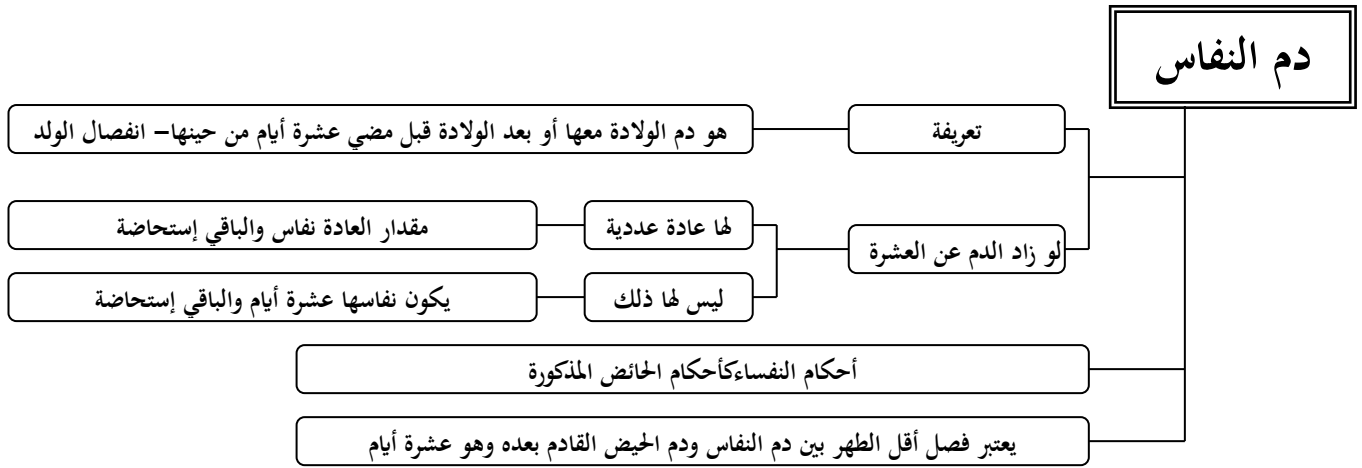 دم النفاس
تعريفة
هو دم الولادة معها أو بعد الولادة قبل مضي عشرة أيام من حينها– انفصال الولد
لو زاد الدم عن العشرة
لها عادة عددية
مقدار العادة نفاس والباقي إستحاضة
ليس لها ذلك
يكون نفاسها عشرة أيام والباقي إستحاضة
أحكام النفساءكأحكام الحائض المذكورة
يعتبر فصل أقل الطهر بين دم النفاس ودم الحيض القادم بعده وهو عشرة أيام